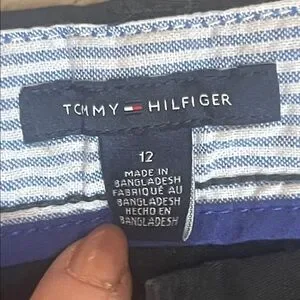 TOMMY HILFIGER
12
MADE IN
BANGLADESH
FABRIQUÉ AU
BANGLADESH
HECHO EN
BANGLADESH